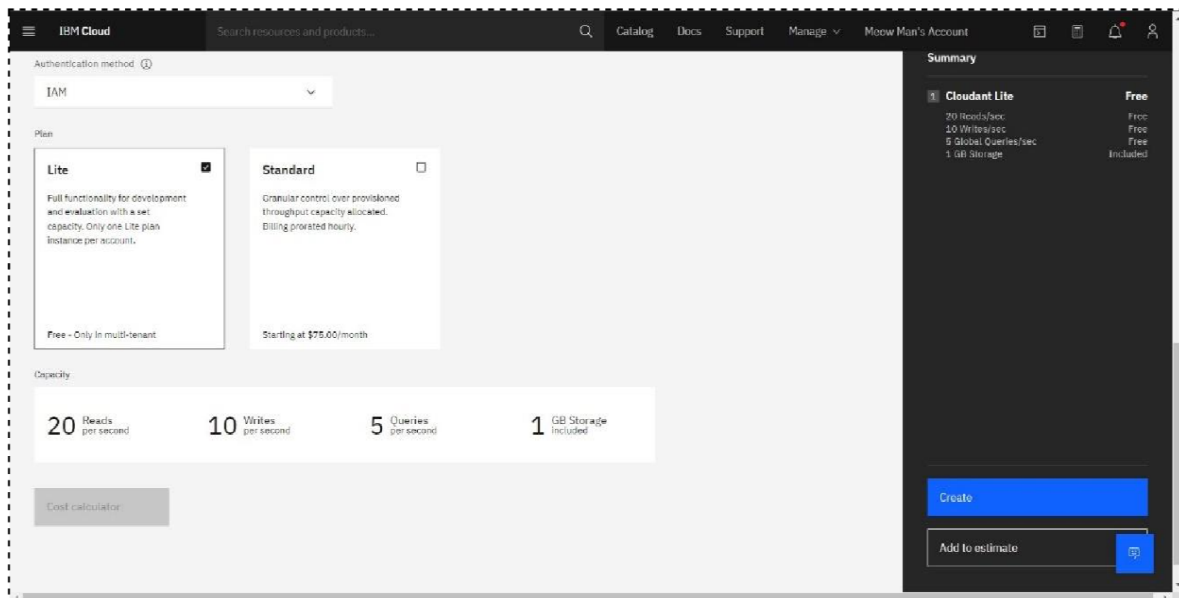 IBM Cloud
Search resources and products...
Catalog Docs Support Manage Meow Man's Account
Authentication method
IAM
Plan
Lite
Full functionality for development
and evaluation with a set
capacity. Only one Lite plan
instance per account.
Free - Only in multi-tenant
Standard
Granular control over provisioned
throughput capacity allocated.
Billing prorated hourly.
Starting at $75.00/month
Capacity
20 Reads per second
10 Writes per second
5 Queries per second
1 GB Storage included
Cost calculator
Summary
1 Cloudant Lite Free
20 Reads/sec Free
10 Writes/sec Free
5 Global Queries/sec Free
1 GB Storage Included
Create
Add to estimate